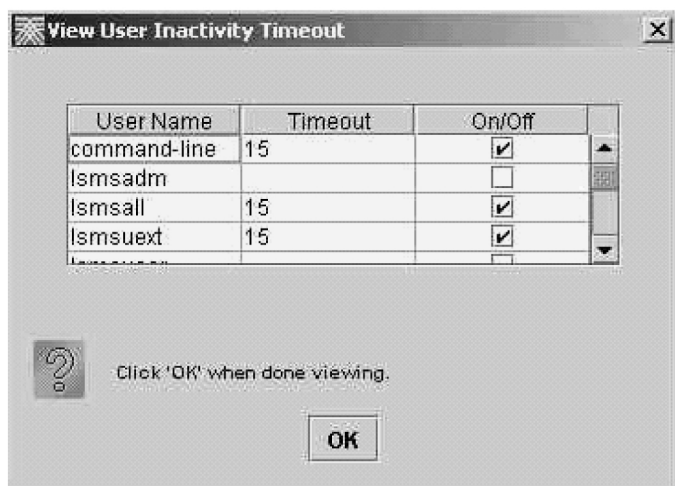 View User Inactivity Timeout
User Name Timeout On/Off
command-line 15
lsmsadm
lsmsall 15
lsmsuext 15
Click 'OK' when done viewing.
OK